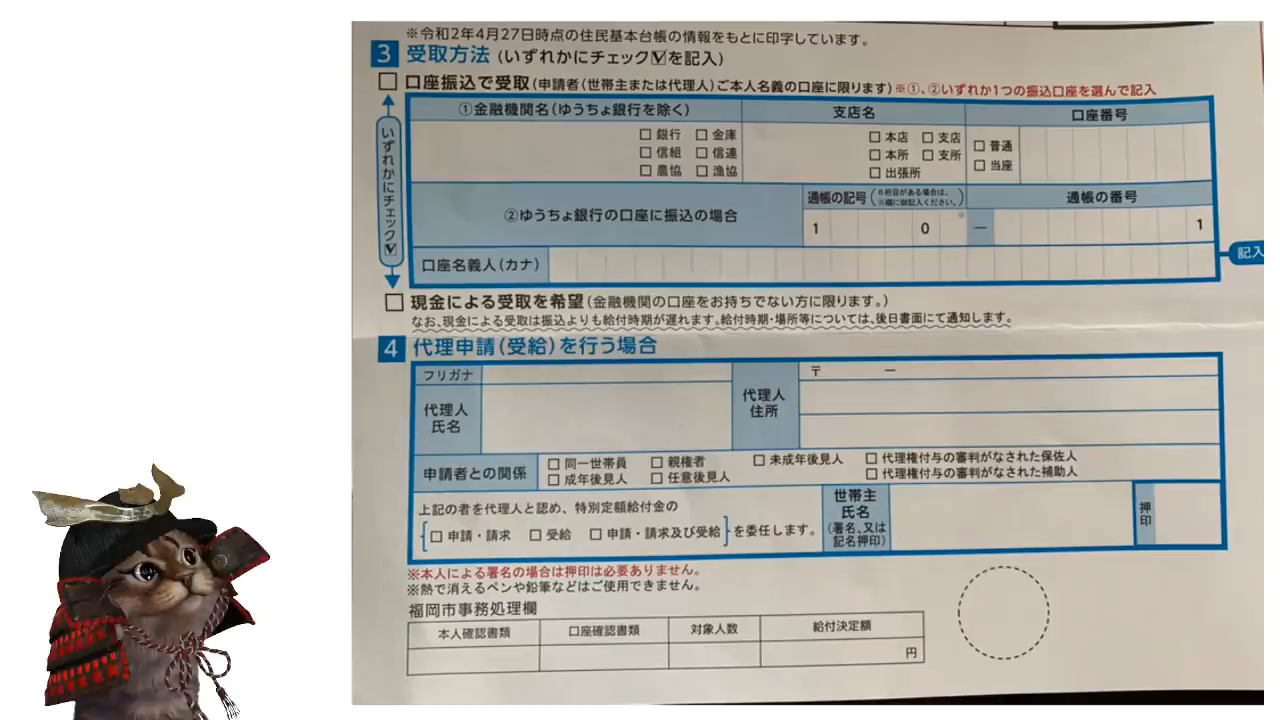 ※令和2年4月27日時点の住民基本台帳の情報をもとに印字しています。
3 受取方法 (いずれかにチェック☑を記入)
□ 口座振込で受取(申請者(世帯主または代理人)ご本人名義の口座に限ります)※①、②いずれか1つの振込口座を選んで記入
いずれかにチェック☑
①金融機関名(ゆうちょ銀行を除く) 支店名 口座番号
□ 銀行 □ 金庫 □ 本店 □ 支店 □ 普通
□ 信組 □ 信連 □ 本所 □ 支所 □ 当座
□ 農協 □ 漁協 □ 出張所
②ゆうちょ銀行の口座に振込の場合 通帳の記号 (6桁目がある場合は、※欄に御記入ください。) 通帳の番号
1 0 ※ ー 1
口座名義人(カナ)
記入
□ 現金による受取を希望(金融機関の口座をお持ちでない方に限ります。)
なお、現金による受取は振込よりも給付時期が遅れます。給付時期・場所等については、後日書面にて通知します。
4 代理申請(受給)を行う場合
フリガナ 〒 ー
代理人氏名 代理人住所
申請者との関係 □ 同一世帯員 □ 親権者 □ 未成年後見人 □ 代理権付与の審判がなされた保佐人
□ 成年後見人 □ 任意後見人 □ 代理権付与の審判がなされた補助人
上記の者を代理人と認め、特別定額給付金の
[□ 申請・請求 □ 受給 □ 申請・請求及び受給]を委任します。
世帯主氏名
(署名、又は記名押印)
押印
※本人による署名の場合は押印は必要ありません。
※熱で消えるペンや鉛筆などはご使用できません。
福岡市事務処理欄
本人確認書類 口座確認書類 対象人数 給付決定額
円